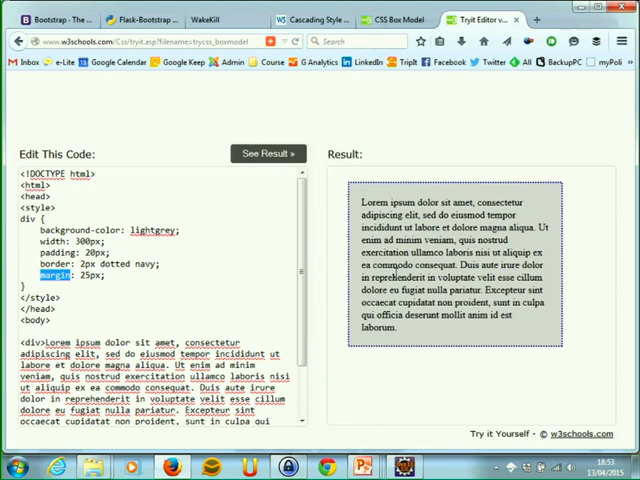 Bootstrap · The ...
Flask-Bootstrap ...
WakeKill
Cascading Style ...
CSS Box Model
Tryit Editor v...
www.w3schools.com/Css/tryit.asp?filename=trycss_boxmodel
Search
Inbox
e-Lite
Google Calendar
Google Keep
Admin
Course
G Analytics
LinkedIn
TripIt
Facebook
Twitter
All
BackupPC
myPoli
Edit This Code:
See Result »
Result:
<!DOCTYPE html>
<html>
<head>
<style>
div {
background-color: lightgrey;
width: 300px;
padding: 20px;
border: 2px dotted navy;
margin: 25px;
}
</style>
</head>
<body>
<div>Lorem ipsum dolor sit amet, consectetur
adipiscing elit, sed do eiusmod tempor incididunt ut
labore et dolore magna aliqua. Ut enim ad minim
veniam, quis nostrud exercitation ullamco laboris nisi
ut aliquip ex ea commodo consequat. Duis aute irure
dolor in reprehenderit in voluptate velit esse cillum
dolore eu fugiat nulla pariatur. Excepteur sint
occaecat cupidatat non proident, sunt in culpa qui
Lorem ipsum dolor sit amet, consectetur
adipiscing elit, sed do eiusmod tempor
incididunt ut labore et dolore magna aliqua. Ut
enim ad minim veniam, quis nostrud
exercitation ullamco laboris nisi ut aliquip ex
ea commodo consequat. Duis aute irure dolor
in reprehenderit in voluptate velit esse cillum
dolore eu fugiat nulla pariatur. Excepteur sint
occaecat cupidatat non proident, sunt in culpa
qui officia deserunt mollit anim id est
laborum.
Try it Yourself - © w3schools.com
18:53
13/04/2015